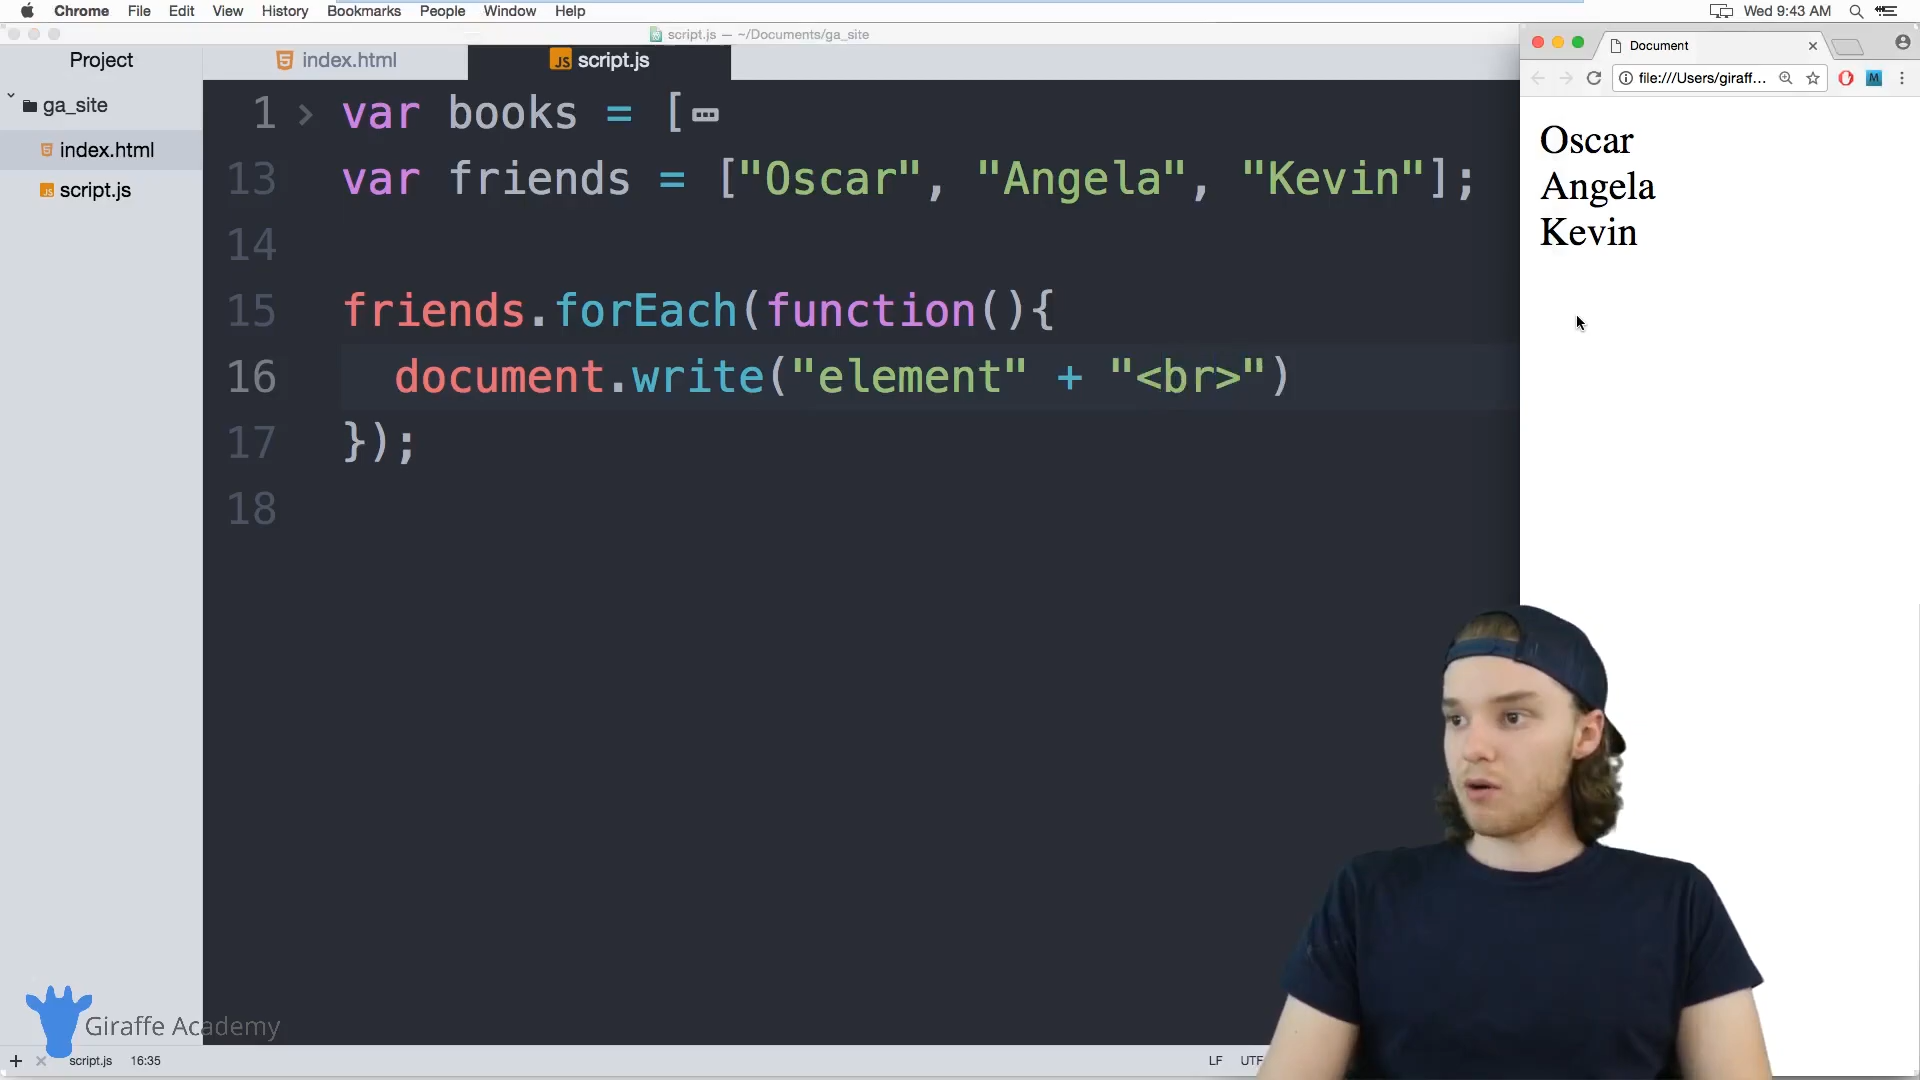 Chrome File Edit View History Bookmarks People Window Help
Wed 9:43 AM
script.js — ~/Documents/ga_site
Project
index.html
script.js
Document
file:///Users/giraff...
ga_site
index.html
script.js
1 var books = [
13 var friends = ["Oscar", "Angela", "Kevin"];
14
15 friends.forEach(function(){
16 document.write("element" + "<br>")
17 });
18
Oscar
Angela
Kevin
Giraffe Academy
script.js 16:35
LF UTF